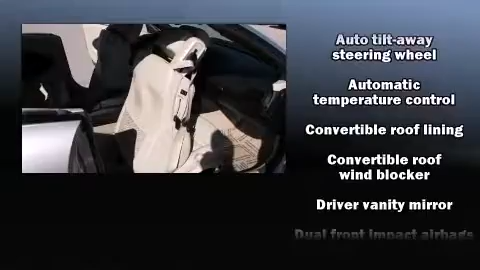 Auto tilt-away
steering wheel
Automatic
temperature control
Convertible roof lining
Convertible roof
wind blocker
Driver vanity mirror
Dual front impact airbags